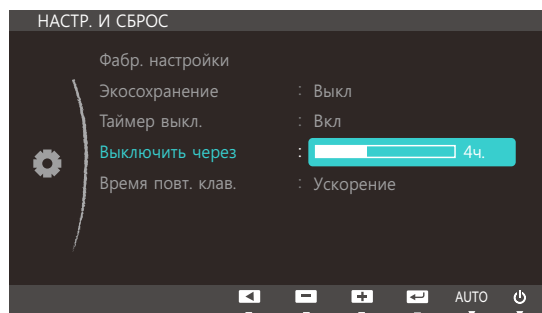 НАСТР. И СБРОС
Фабр. настройки
Экосохранение : Выкл
Таймер выкл. : Вкл
Выключить через : 4ч.
Время повт. клав. : Ускорение
AUTO